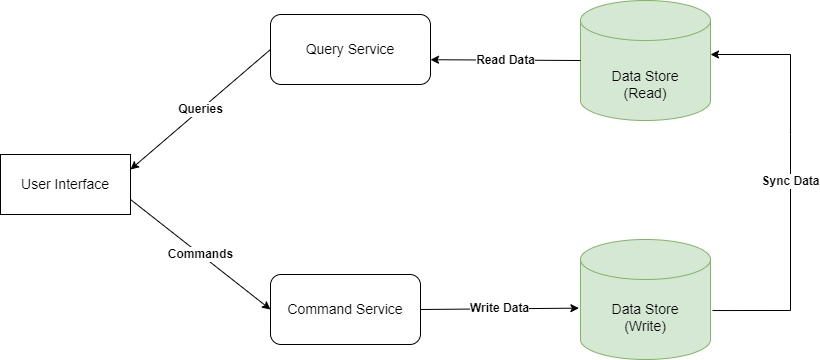 Query Service
Read Data
Data Store
(Read)
Queries
User Interface
Sync Data
Commands
Command Service
Write Data
Data Store
(Write)